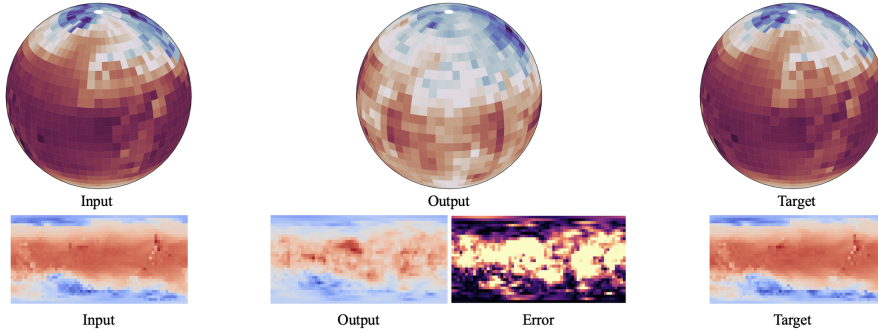 Input
Output
Target
Input
Output
Error
Target